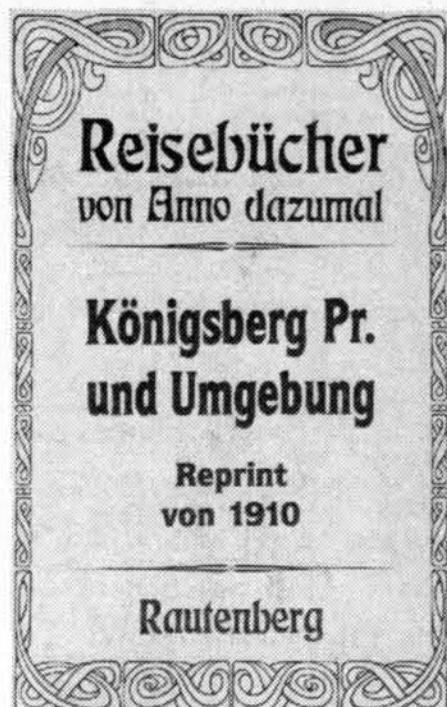 Reisebücher
von Anno dazumal
Königsberg Pr.
und Umgebung
Reprint
von 1910
Rautenberg